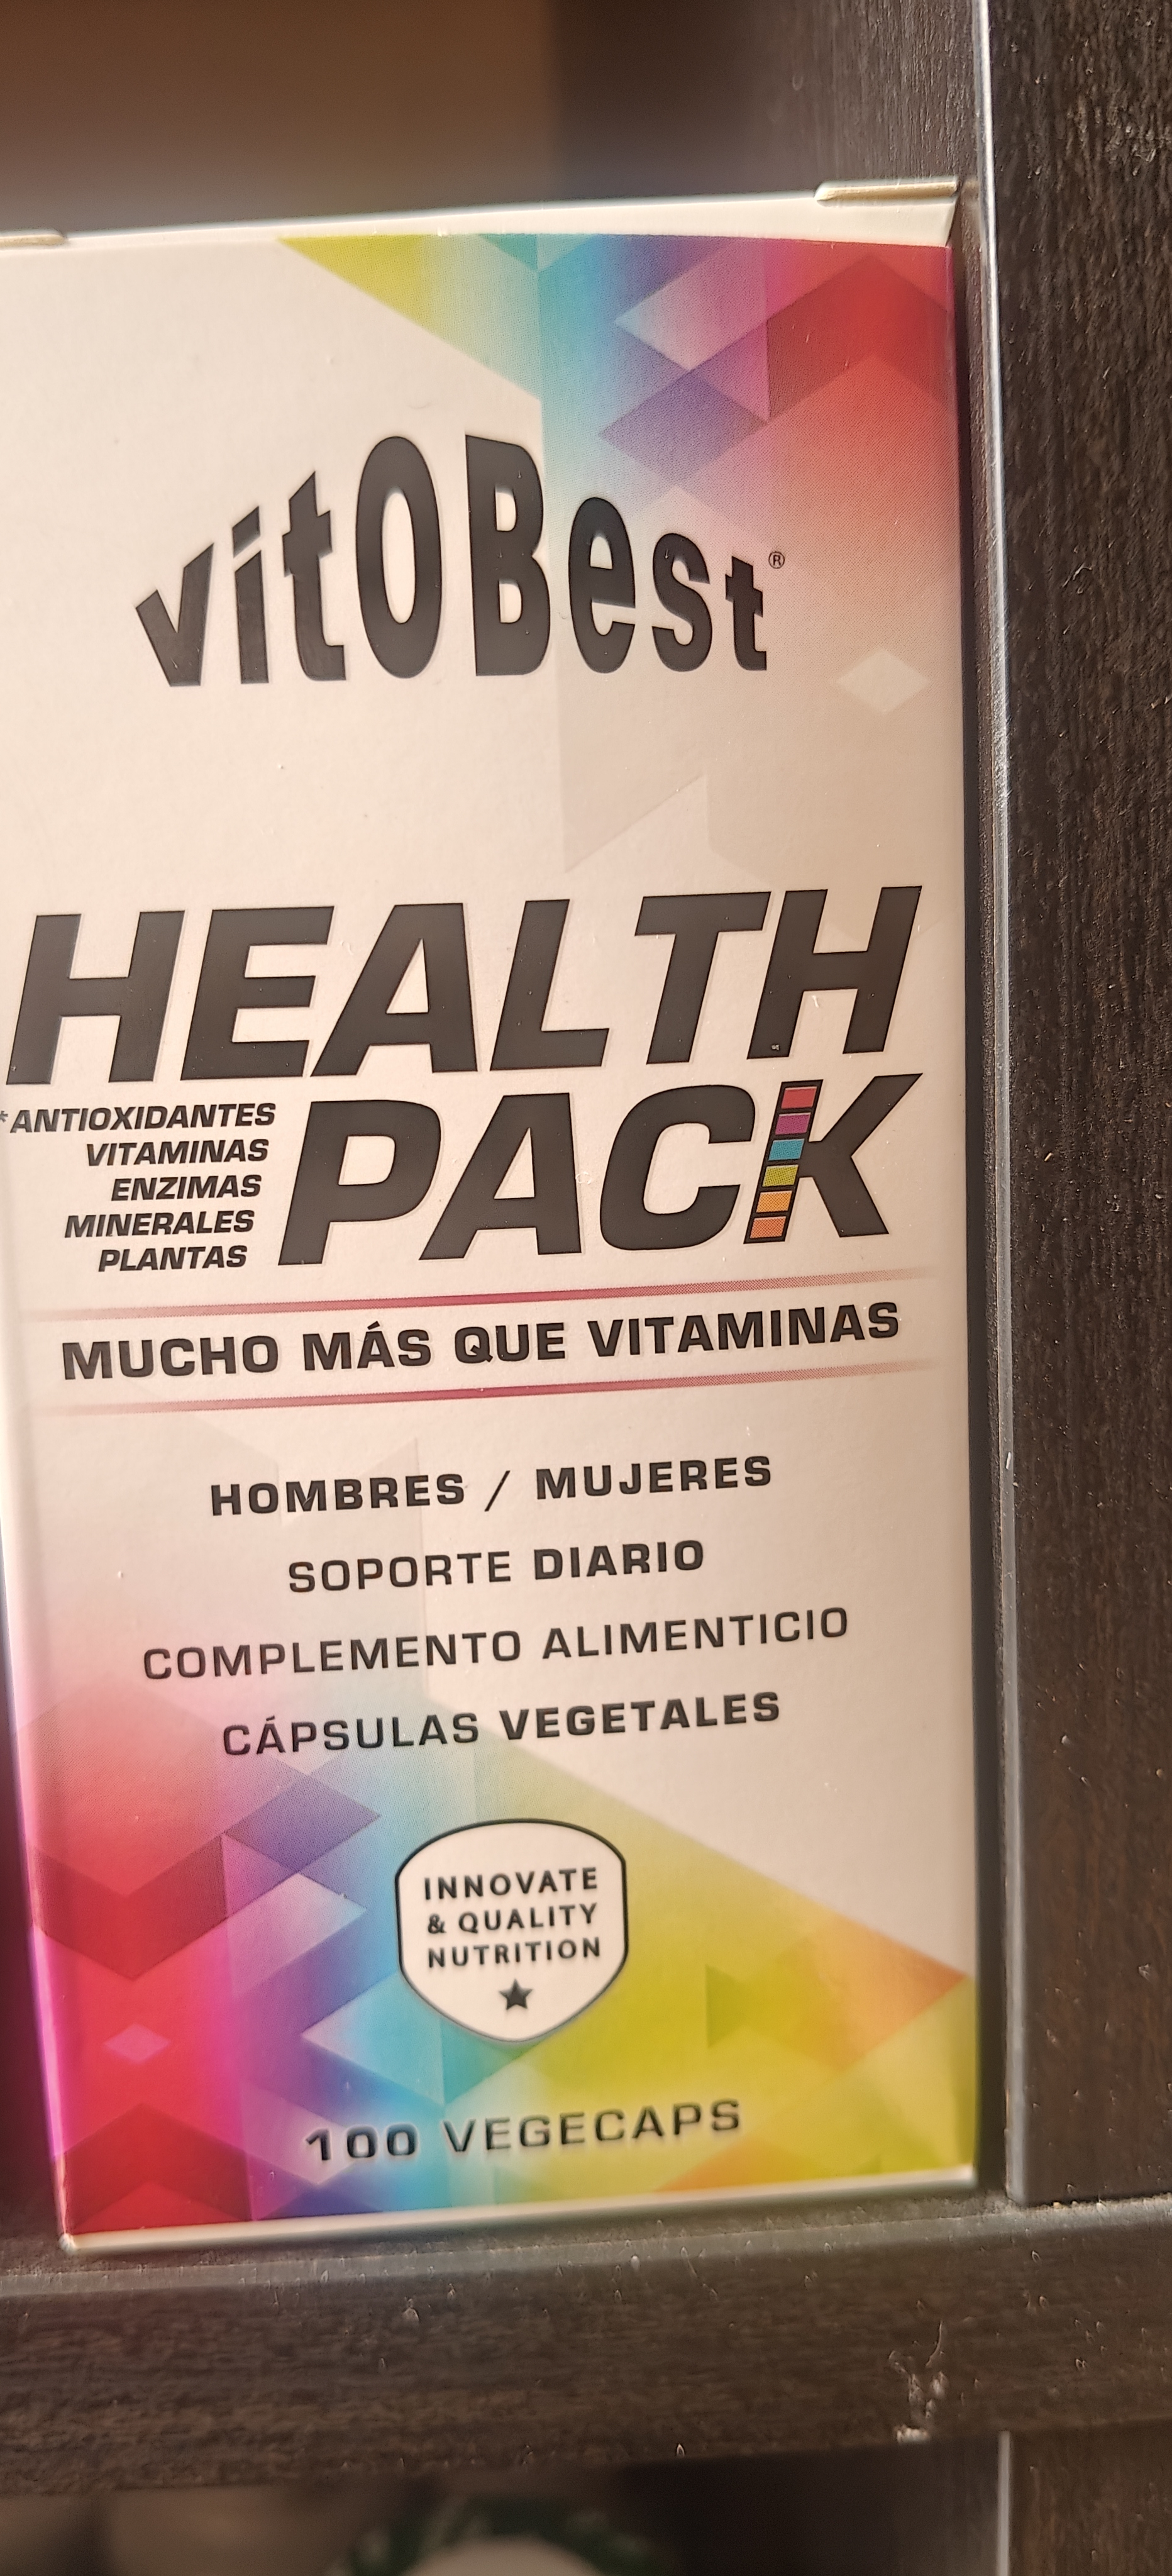 vitOBest®
HEALTH
PACK
*ANTIOXIDANTES
VITAMINAS
ENZIMAS
MINERALES
PLANTAS
MUCHO MÁS QUE VITAMINAS
HOMBRES / MUJERES
SOPORTE DIARIO
COMPLEMENTO ALIMENTICIO
CÁPSULAS VEGETALES
INNOVATE
& QUALITY
NUTRITION
100 VEGECAPS